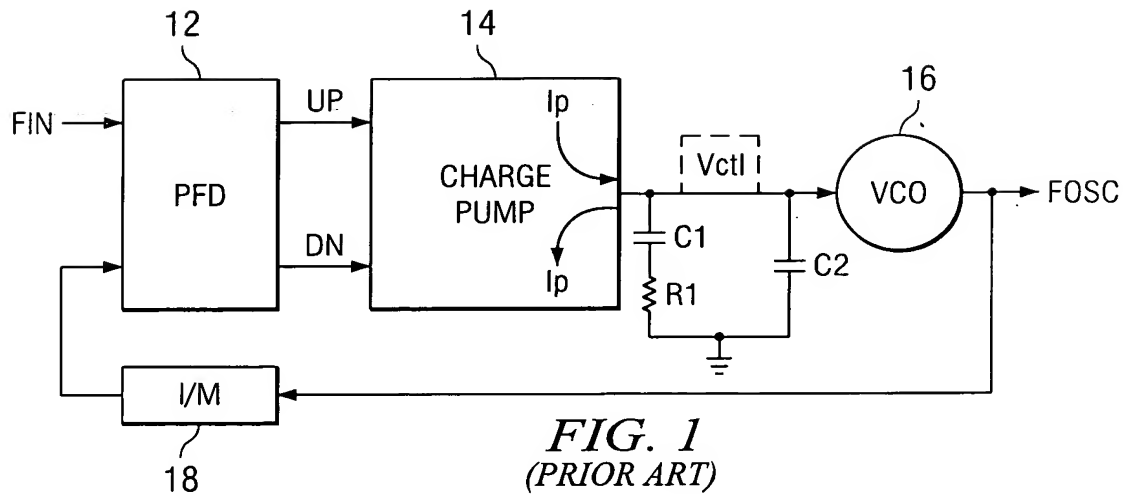 12
14
16
FIN
UP
Ip
Vctl
PFD
CHARGE
PUMP
VCO
FOSC
DN
Ip
C1
C2
R1
I/M
18
FIG. 1
(PRIOR ART)